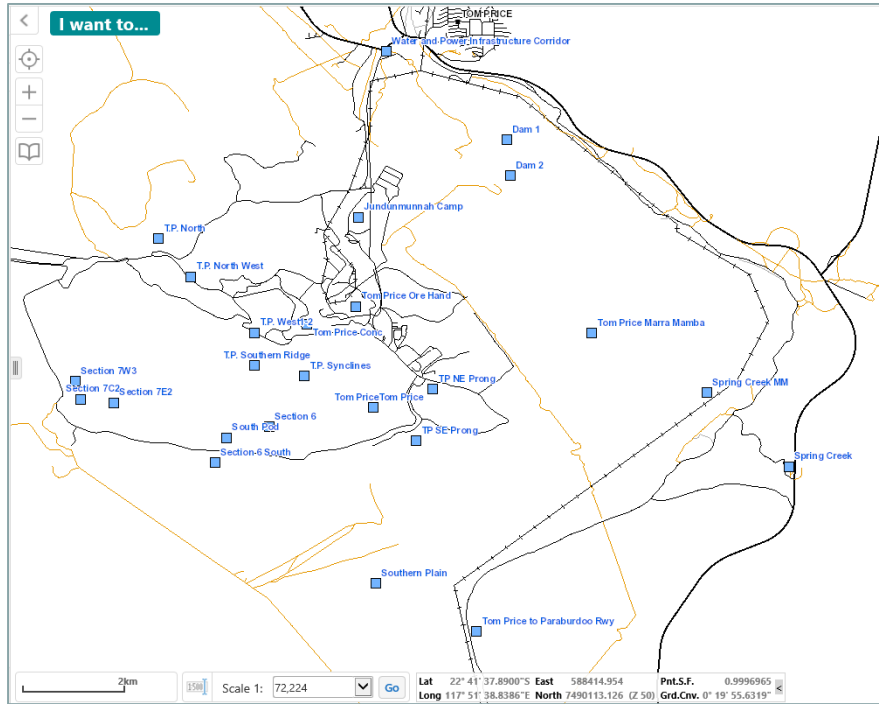 I want to...
TOM PRICE
Water and Power Infrastructure Corridor
Dam 1
Dam 2
Jundunmunnah Camp
T.P. North
T.P. North West
Tom Price Ore Hand
T.P. West1-2
Tom Price Conc
Tom Price Marra Mamba
T.P. Southern Ridge
T.P. Synclines
Section 7W3
Section 7C2
Section 7E2
TP NE Prong
Spring Creek MM
Tom PriceTom Price
Section 6
South Pod
TP SE Prong
Section 6 South
Spring Creek
Southern Plain
Tom Price to Paraburdoo Rwy
2km
1500
Scale 1: 72,224 Go
Lat 22° 41' 37.8900"S East 588414.954 Pnt.S.F. 0.9996965
Long 117° 51' 38.8386"E North 7490113.126 (Z 50) Grd.Cnv. 0° 19' 55.6319" <